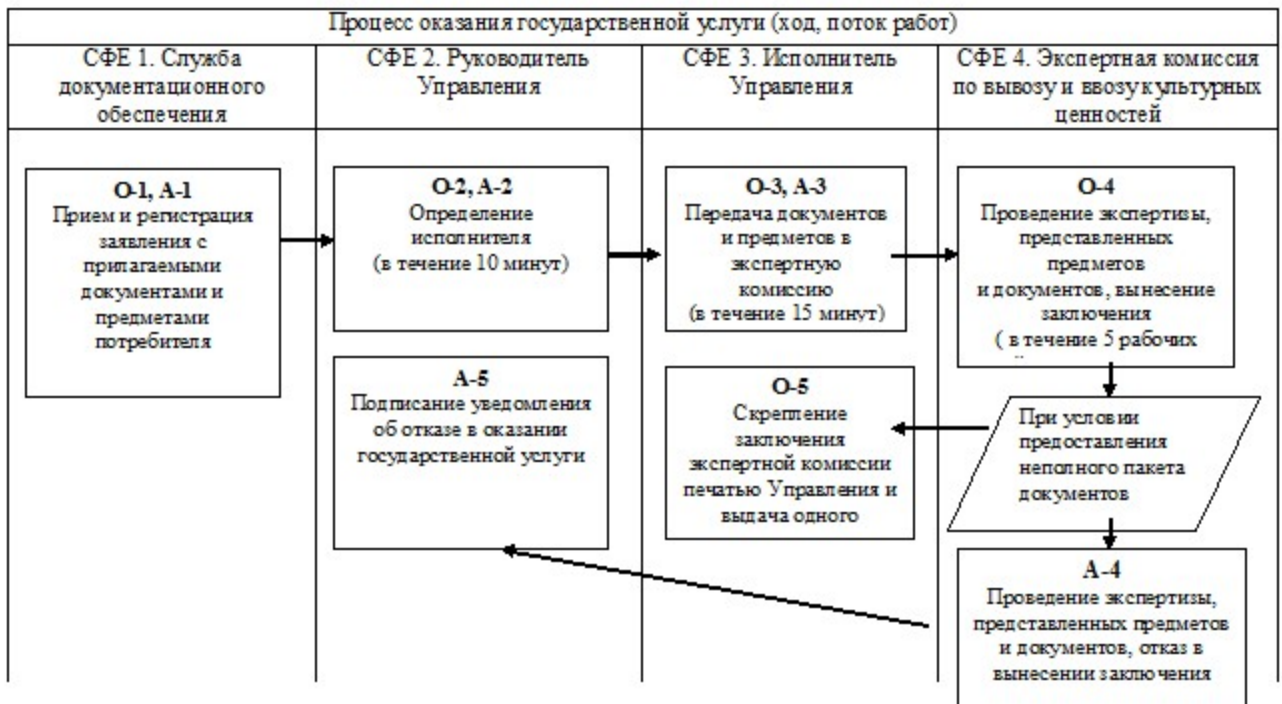 Процесс оказания государственной услуги (ход, поток работ)
СФЕ 1. Служба
документационного
обеспечения
СФЕ 2. Руководитель
Управления
СФЕ 3. Исполнитель
Управления
СФЕ 4. Экспертная комиссия
по вывозу и ввозу культурных
ценностей
О-1, А-1
Прием и регистрация
заявления с
прилагаемыми
документами и
предметами
потребителя
О-2, А-2
Определение
исполнителя
(в течение 10 минут)
О-3, А-3
Передача документов
и предметов в
экспертную
комиссию
(в течение 15 минут)
О-4
Проведение экспертизы,
представленных
предметов
и документов, вынесение
заключения
( в течение 5 рабочих
А-5
Подписание уведомления
об отказе в оказании
государственной услуги
О-5
Скрепление
заключения
экспертной комиссии
печатью Управления и
выдача одного
При условии
предоставления
неполного пакета
документов
А-4
Проведение экспертизы,
представленных предметов
и документов, отказ в
вынесении заключения